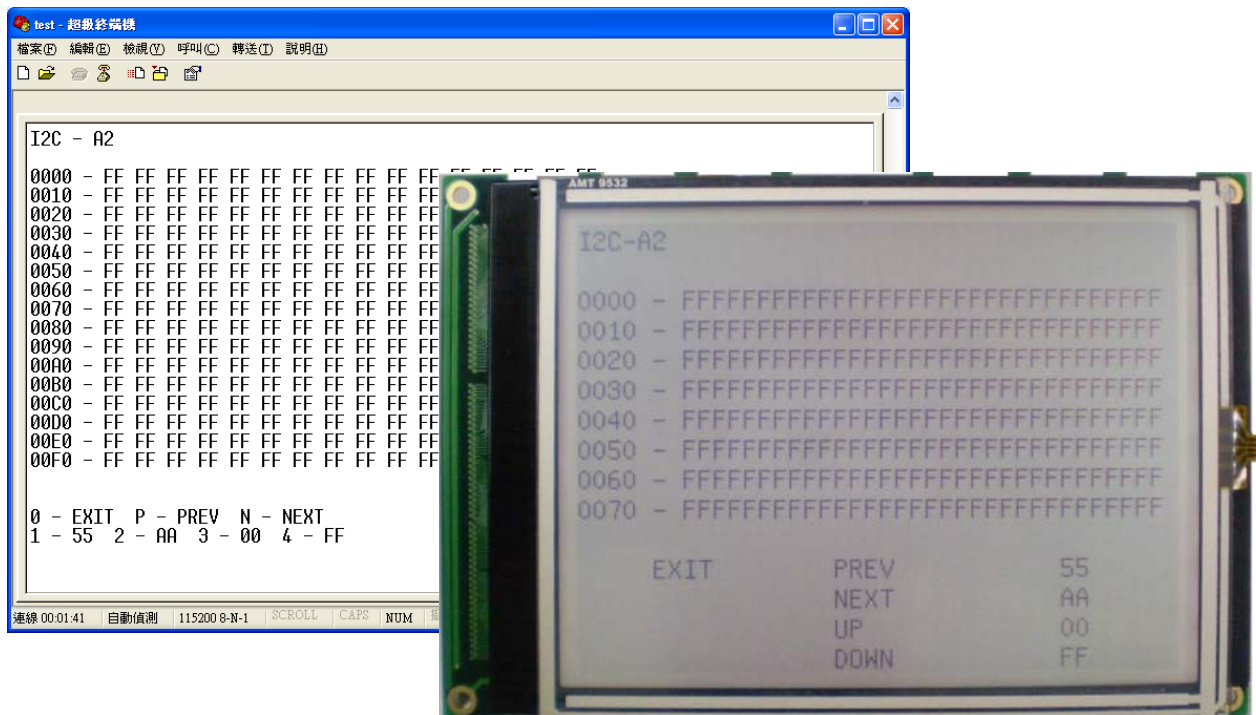 test - 超級終端機
檔案(F) 編輯(E) 檢視(V) 呼叫(C) 轉送(T) 說明(H)
I2C - A2
0000 - FF FF FF FF FF FF FF FF FF FF FF FF FF FF FF FF
0010 - FF FF FF FF FF FF FF FF FF FF FF
0020 - FF FF FF FF FF FF FF FF FF FF FF
0030 - FF FF FF FF FF FF FF FF FF FF FF
0040 - FF FF FF FF FF FF FF FF FF FF FF
0050 - FF FF FF FF FF FF FF FF FF FF FF
0060 - FF FF FF FF FF FF FF FF FF FF FF
0070 - FF FF FF FF FF FF FF FF FF FF FF
0080 - FF FF FF FF FF FF FF FF FF FF FF
0090 - FF FF FF FF FF FF FF FF FF FF FF
00A0 - FF FF FF FF FF FF FF FF FF FF FF
00B0 - FF FF FF FF FF FF FF FF FF FF FF
00C0 - FF FF FF FF FF FF FF FF FF FF FF
00D0 - FF FF FF FF FF FF FF FF FF FF FF
00E0 - FF FF FF FF FF FF FF FF FF FF FF
00F0 - FF FF FF FF FF FF FF FF FF FF FF
0 - EXIT P - PREV N - NEXT
1 - 55 2 - AA 3 - 00 4 - FF
連線 00:01:41 自動偵測 115200 8-N-1 SCROLL CAPS NUM
AMT 9532
I2C-A2
0000 - FFFFFFFFFFFFFFFFFFFFFFFFFFFFFFFF
0010 - FFFFFFFFFFFFFFFFFFFFFFFFFFFFFFFF
0020 - FFFFFFFFFFFFFFFFFFFFFFFFFFFFFFFF
0030 - FFFFFFFFFFFFFFFFFFFFFFFFFFFFFFFF
0040 - FFFFFFFFFFFFFFFFFFFFFFFFFFFFFFFF
0050 - FFFFFFFFFFFFFFFFFFFFFFFFFFFFFFFF
0060 - FFFFFFFFFFFFFFFFFFFFFFFFFFFFFFFF
0070 - FFFFFFFFFFFFFFFFFFFFFFFFFFFFFFFF
EXIT PREV 55
NEXT AA
UP 00
DOWN FF